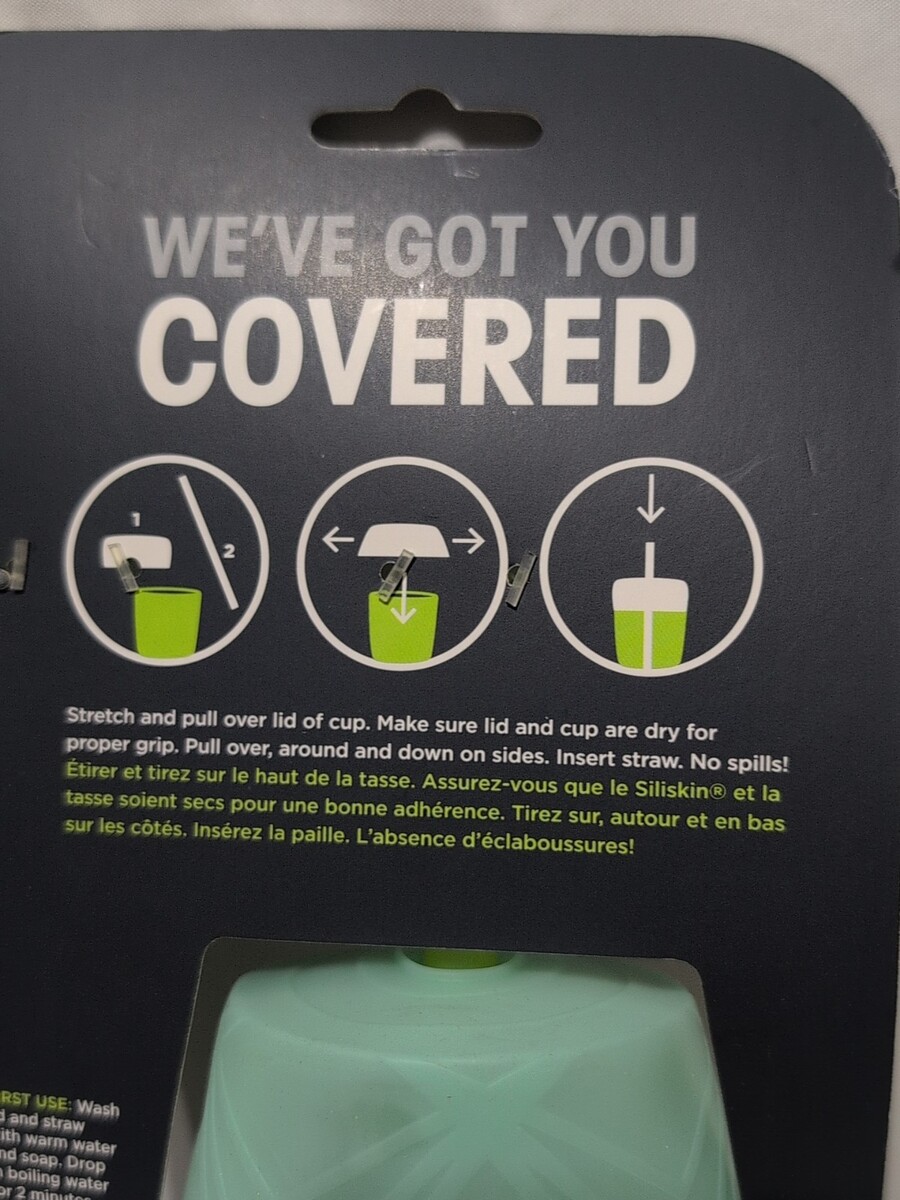 WE'VE GOT YOU
COVERED
1
2
Stretch and pull over lid of cup. Make sure lid and cup are dry for
proper grip. Pull over, around and down on sides. Insert straw. No spills!
Étirer et tirez sur le haut de la tasse. Assurez-vous que le Siliskin® et la
tasse soient secs pour une bonne adhérence. Tirez sur, autour et en bas
sur les côtés. Insérez la paille. L'absence d'éclaboussures!
USE: Wash
and straw
with warm water
soap. Drop
boiling water
2 minutes